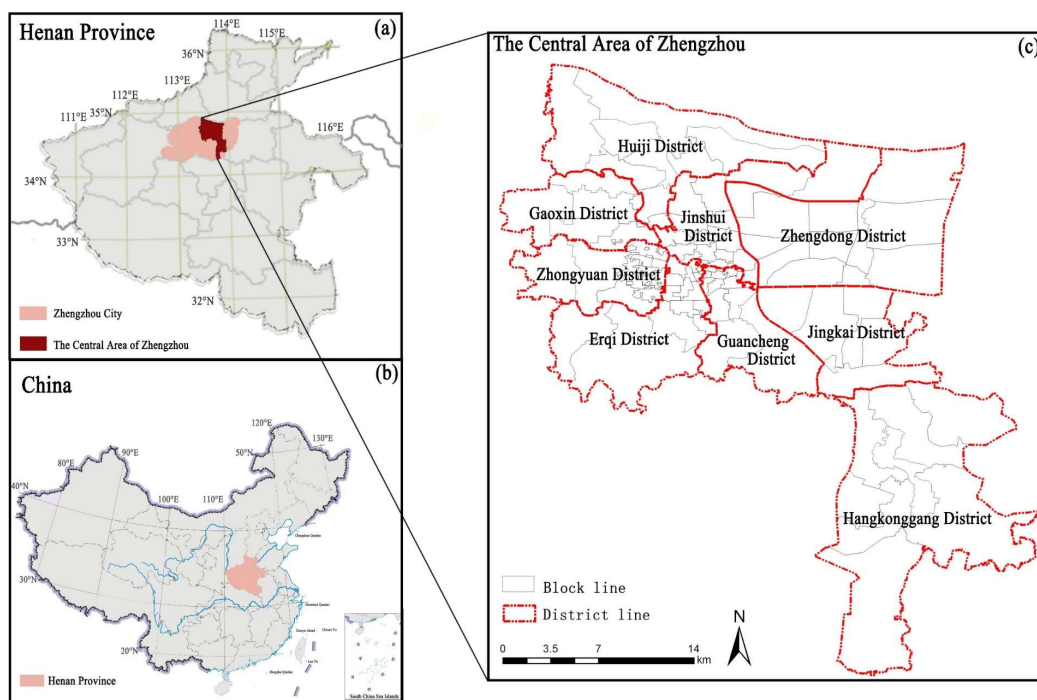 Henan Province
(a)
114°E
115°E
36°N
113°E
112°E
35°N
111°E
116°E
34°N
33°N
32°N
Zhengzhou City
The Central Area of Zhengzhou
China
(b)
120°E
130°E
50°N
90°E
80°E
40°N
100°E
110°E
30°N
20°N
Henan Province
South China Sea Islands
The Central Area of Zhengzhou
(c)
Huiji District
Gaoxin District
Jinshui
District
Zhengdong District
Zhongyuan District
Erqi District
Guancheng
District
Jingkai District
Hangkonggang District
Block line
District line
N
0 3.5 7 14
km